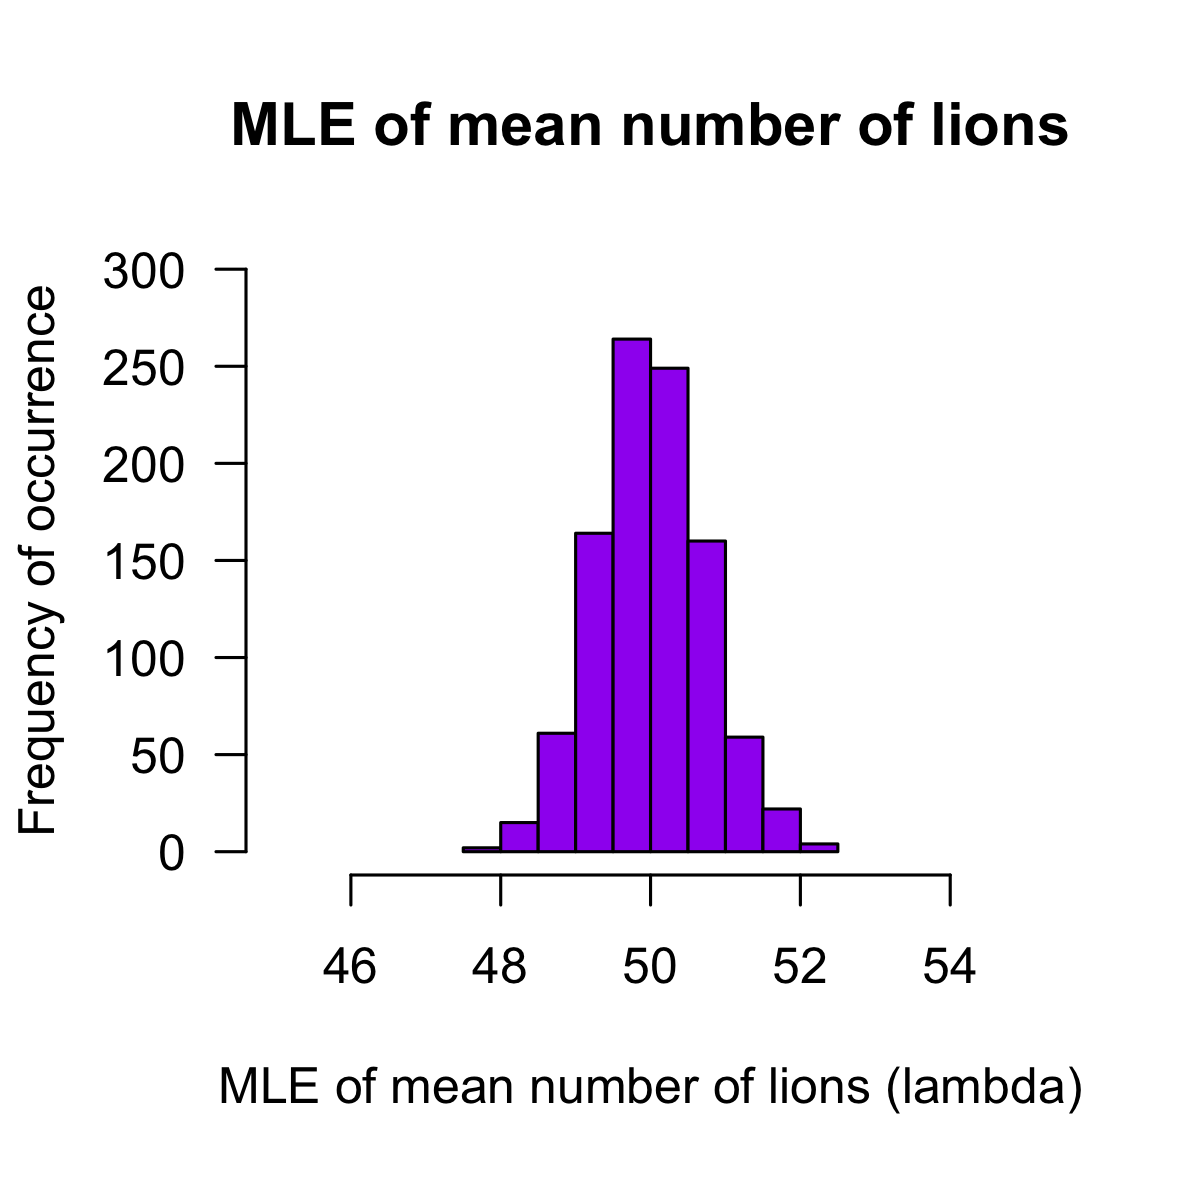 MLE of mean number of lions
Frequency of occurrence
300
250
200
150
100
50
0
46 48 50 52 54
MLE of mean number of lions (lambda)